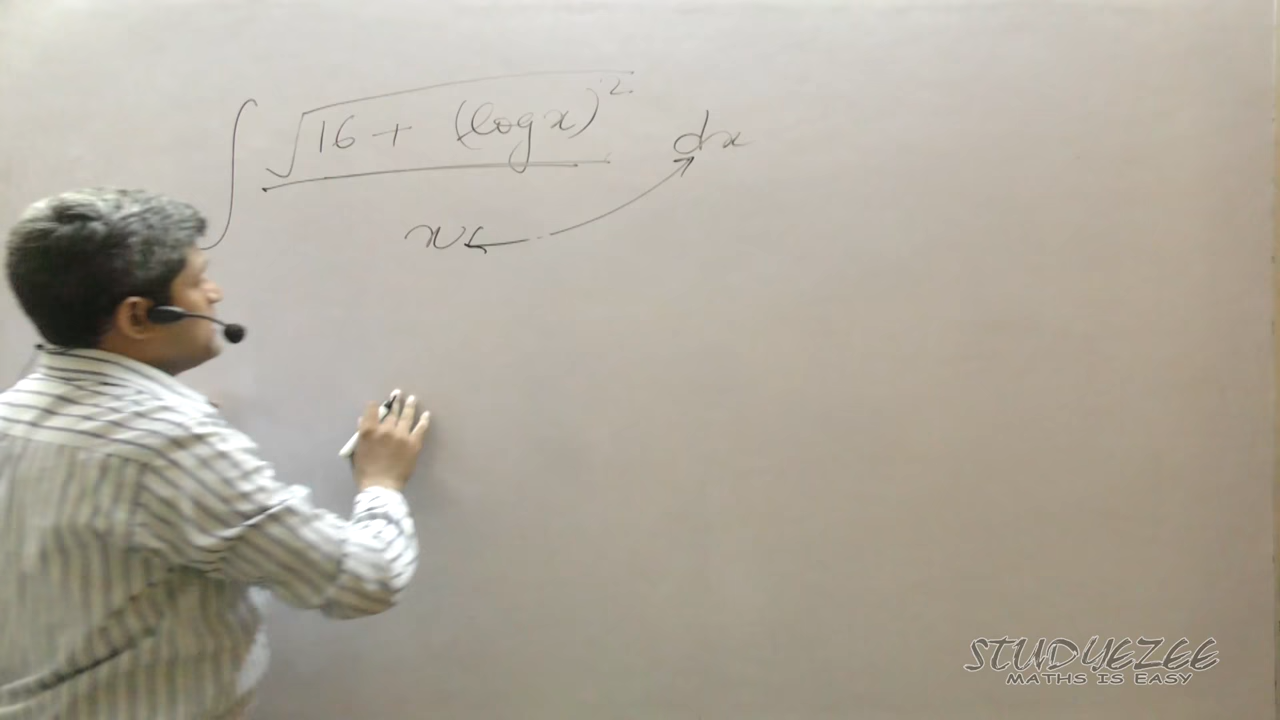 ∫ √16 + (log x)² dx
x
STUDYEZEE
MATHS IS EASY